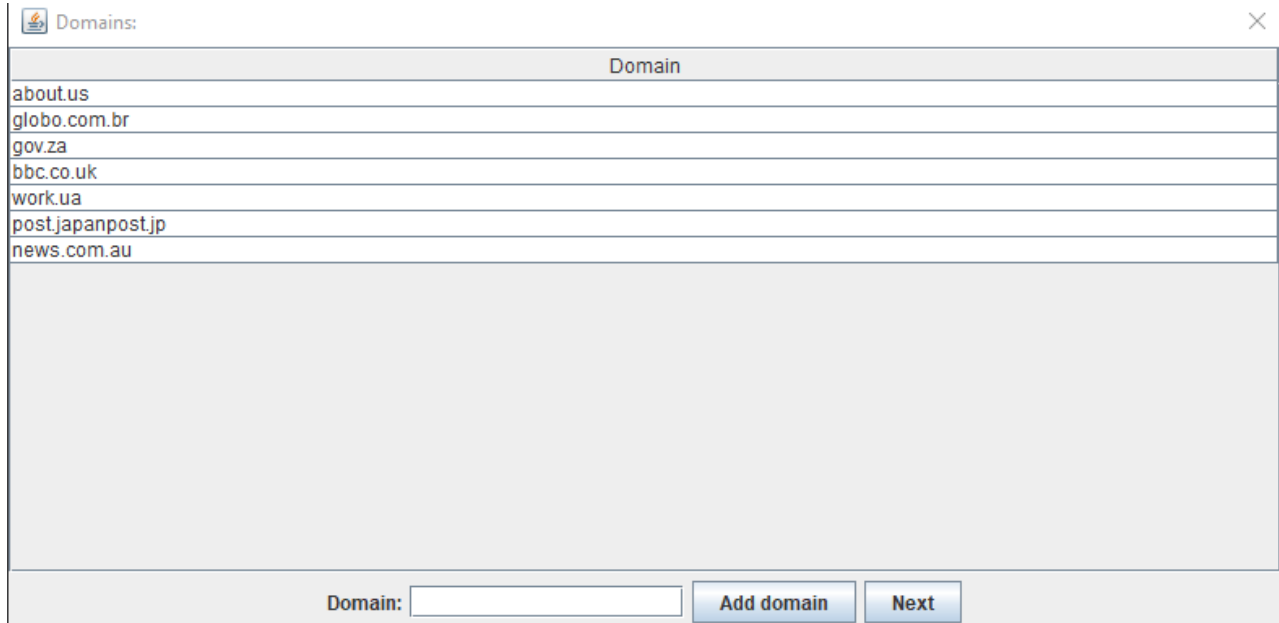 Domains:
Domain
about.us
globo.com.br
gov.za
bbc.co.uk
work.ua
post.japanpost.jp
news.com.au
Domain: Add domain Next